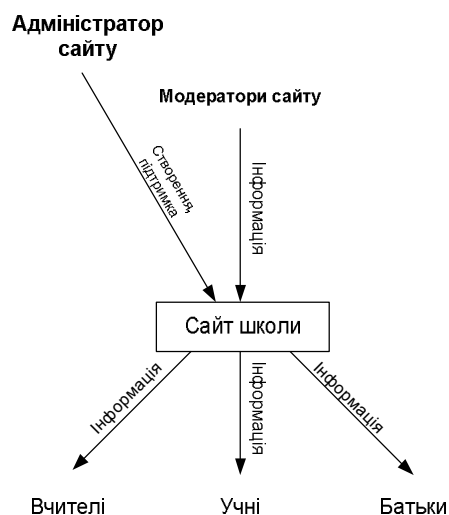 Адміністратор
сайту
Модератори сайту
Створення,
підтримка
Інформація
Сайт школи
Інформація
Інформація
Інформація
Вчителі
Учні
Батьки